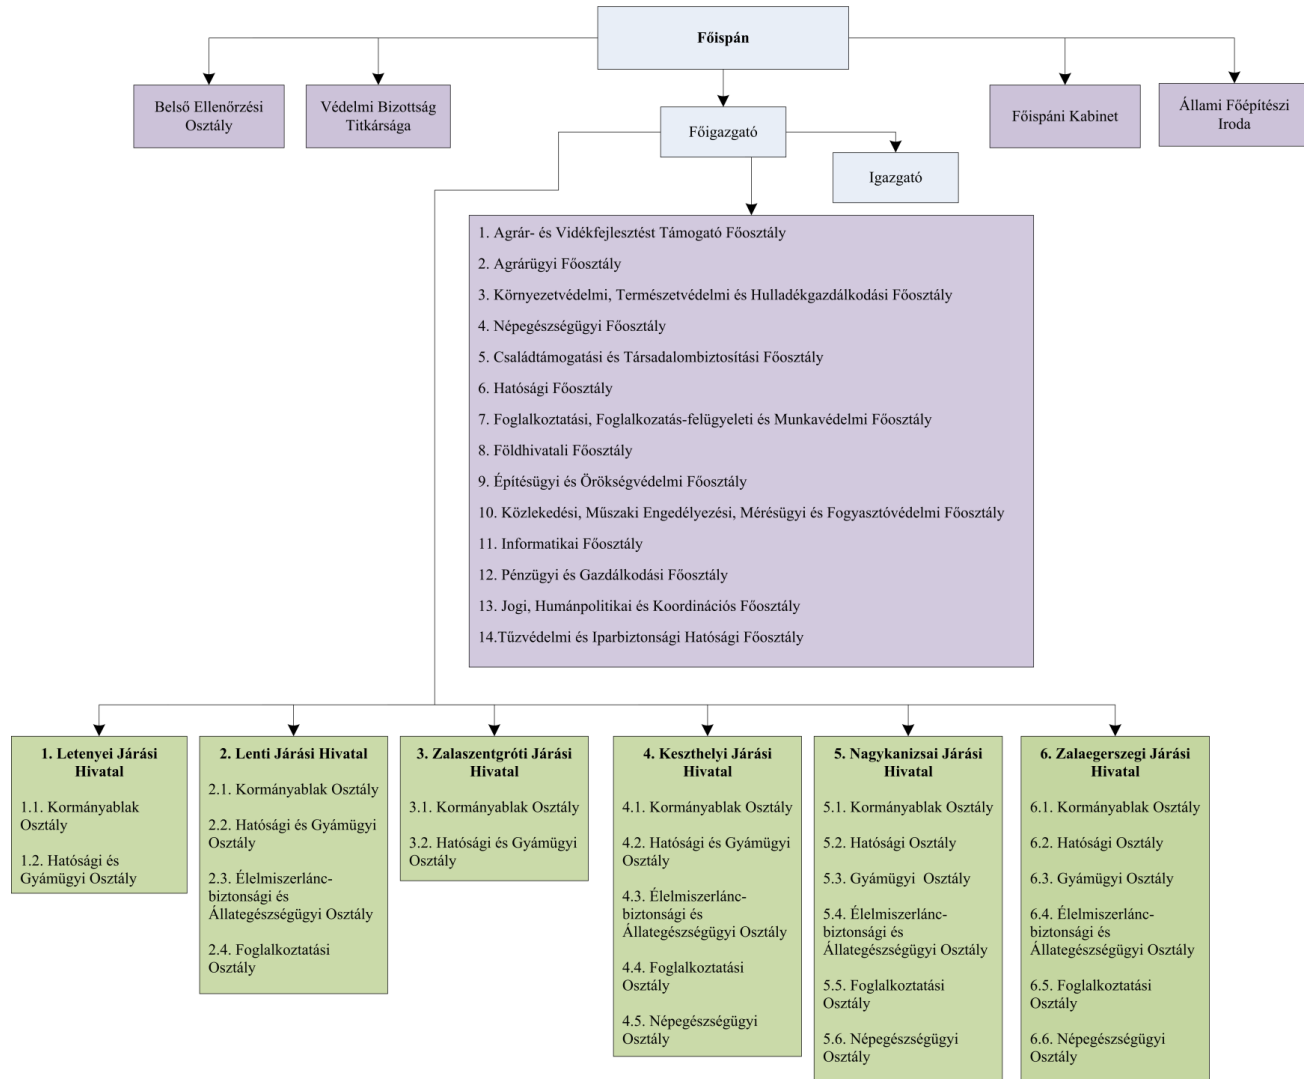 Főispán
Belső Ellenőrzési
Osztály
Védelmi Bizottság
Titkársága
Főispáni Kabinet
Állami Főépítészi
Iroda
Főigazgató
Igazgató
1. Agrár- és Vidékfejlesztést Támogató Főosztály
2. Agrárügyi Főosztály
3. Környezetvédelmi, Természetvédelmi és Hulladékgazdálkodási Főosztály
4. Népegészségügyi Főosztály
5. Családtámogatási és Társadalombiztosítási Főosztály
6. Hatósági Főosztály
7. Foglalkoztatási, Foglalkozatás-felügyeleti és Munkavédelmi Főosztály
8. Földhivatali Főosztály
9. Építésügyi és Örökségvédelmi Főosztály
10. Közlekedési, Műszaki Engedélyezési, Mérésügyi és Fogyasztóvédelmi Főosztály
11. Informatikai Főosztály
12. Pénzügyi és Gazdálkodási Főosztály
13. Jogi, Humánpolitikai és Koordinációs Főosztály
14.Tűzvédelmi és Iparbiztonsági Hatósági Főosztály
1. Letenyei Járási
Hivatal
1.1. Kormányablak
Osztály
1.2. Hatósági és
Gyámügyi Osztály
2. Lenti Járási Hivatal
2.1. Kormányablak Osztály
2.2. Hatósági és Gyámügyi
Osztály
2.3. Élelmiszerlánc-
biztonsági és
Állategészségügyi Osztály
2.4. Foglalkoztatási
Osztály
3. Zalaszentgróti Járási
Hivatal
3.1. Kormányablak Osztály
3.2. Hatósági és Gyámügyi
Osztály
4. Keszthelyi Járási
Hivatal
4.1. Kormányablak Osztály
4.2. Hatósági és Gyámügyi
Osztály
4.3. Élelmiszerlánc-
biztonsági és
Állategészségügyi Osztály
4.4. Foglalkoztatási
Osztály
4.5. Népegészségügyi
Osztály
5. Nagykanizsai Járási
Hivatal
5.1. Kormányablak Osztály
5.2. Hatósági Osztály
5.3. Gyámügyi Osztály
5.4. Élelmiszerlánc-
biztonsági és
Állategészségügyi Osztály
5.5. Foglalkoztatási
Osztály
5.6. Népegészségügyi
Osztály
6. Zalaegerszegi Járási
Hivatal
6.1. Kormányablak Osztály
6.2. Hatósági Osztály
6.3. Gyámügyi Osztály
6.4. Élelmiszerlánc-
biztonsági és
Állategészségügyi Osztály
6.5. Foglalkoztatási
Osztály
6.6. Népegészségügyi
Osztály